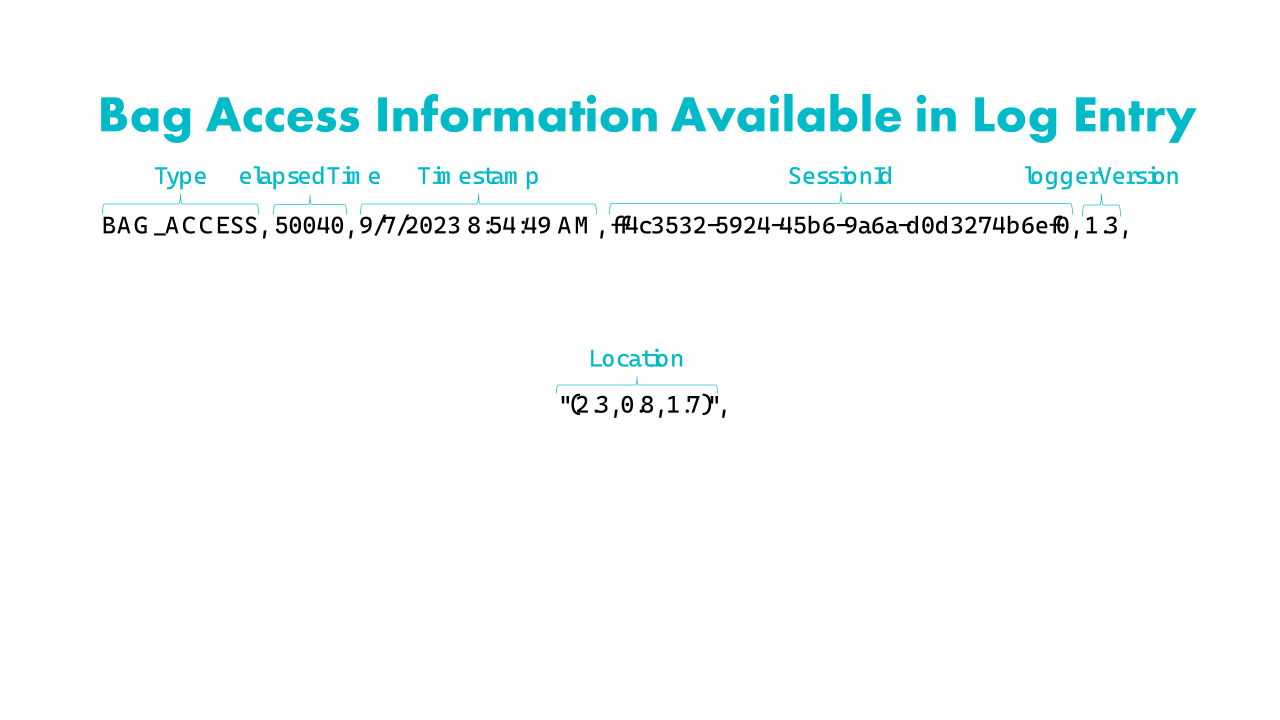 Bag Access Information Available in Log Entry
Type elapsedTime Timestamp SessionId loggerVersion
BAG_ACCESS,50040,9/7/2023 8:54:49 AM,ff4c3532-5924-45b6-9a6a-d0d3274b6ef0,1.3,
Location
"(2.3,0.8,1.7)",